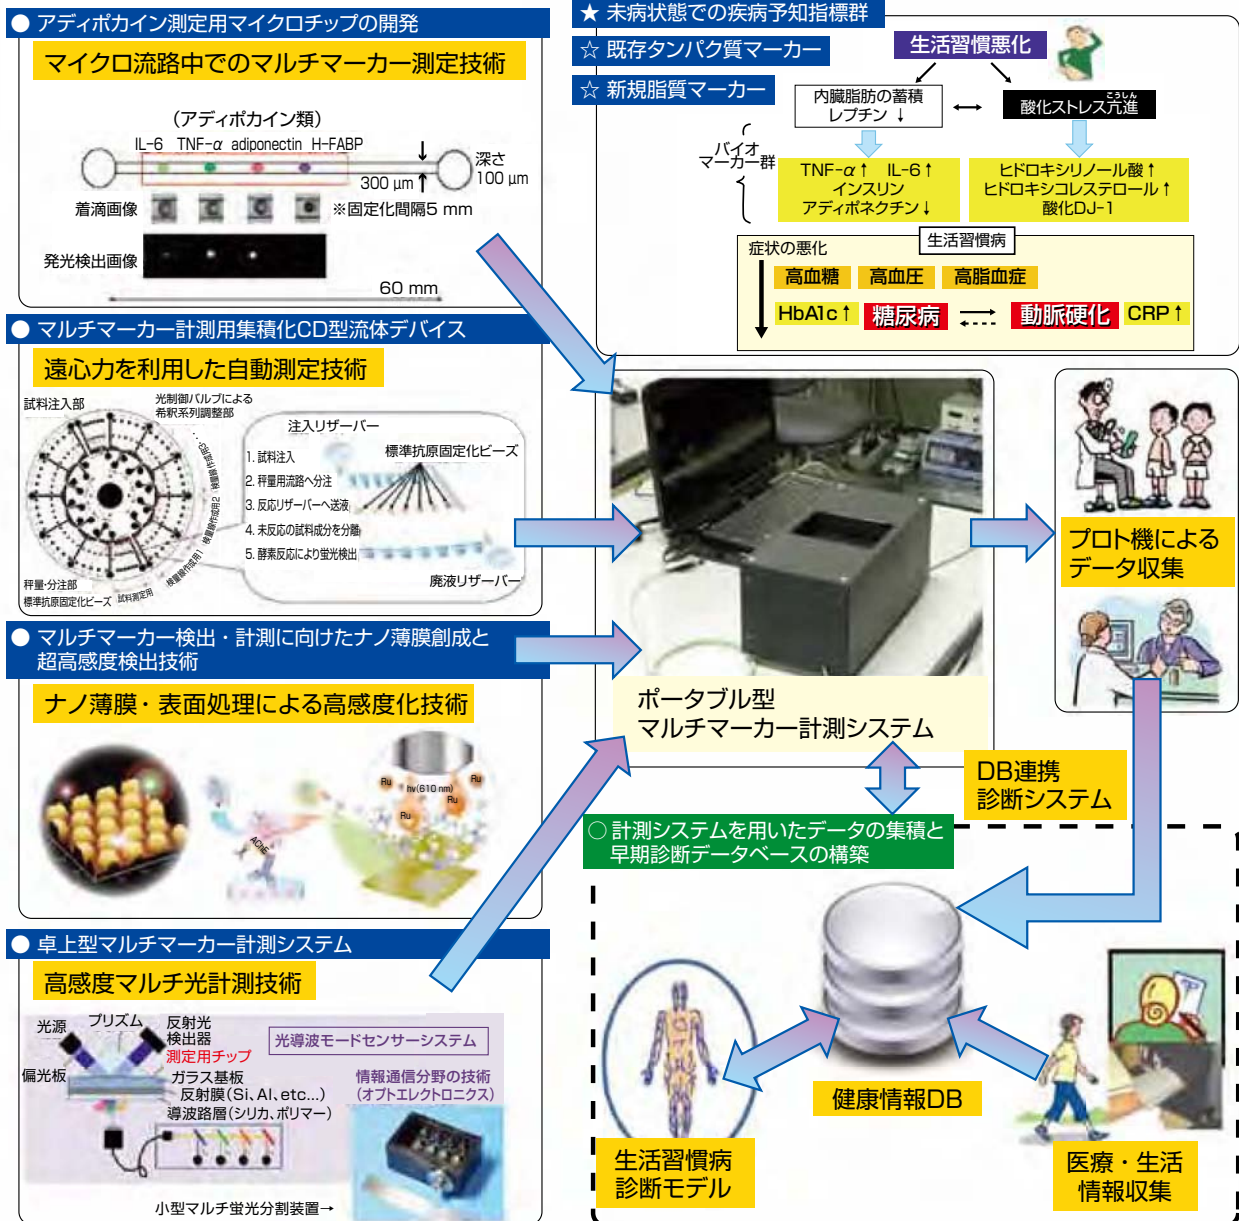 ● アディポカイン測定用マイクロチップの開発
マイクロ流路中でのマルチマーカー測定技術
(アディポカイン類)
IL-6 TNF-α adiponectin H-FABP
深さ
100 μm
300 μm
着滴画像
※固定化間隔5 mm
発光検出画像
60 mm
★ 未病状態での疾病予知指標群
☆ 既存タンパク質マーカー
☆ 新規脂質マーカー
生活習慣悪化
内臓脂肪の蓄積
レプチン ↓
こうしん
酸化ストレス亢進
バイオ
マーカー群
TNF-α↑ IL-6↑
インスリン
アディポネクチン↓
ヒドロキシリノール酸↑
ヒドロキシコレステロール↑
酸化DJ-1
生活習慣病
症状の悪化
高血糖 高血圧 高脂血症
HbA1c↑ 糖尿病 動脈硬化 CRP↑
● マルチマーカー計測用集積化CD型流体デバイス
遠心力を利用した自動測定技術
試料注入部
光制御バルブによる
希釈系列調整部
注入リザーバー
標準抗原固定化ビーズ
1. 試料注入
2. 秤量用流路へ分注
3. 反応リザーバーへ送液
4. 未反応の試料成分を分離
5. 酵素反応により蛍光検出
廃液リザーバー
秤量・分注部
標準抗原固定化ビーズ
試料測定用
検量線作成用1
検量線作成用2
● マルチマーカー検出・計測に向けたナノ薄膜創成と
超高感度検出技術
ナノ薄膜・表面処理による高感度化技術
Ru
hν(610 nm)
Ru
Ru
Ru
AChE
● 卓上型マルチマーカー計測システム
高感度マルチ光計測技術
光源
プリズム
反射光
検出器
測定用チップ
偏光板
ガラス基板
反射膜(Si、Al、etc...)
導波路層(シリカ、ポリマー)
光導波モードセンサーシステム
情報通信分野の技術
(オプトエレクトロニクス)
小型マルチ蛍光分割装置→
ポータブル型
マルチマーカー計測システム
プロト機による
データ収集
DB連携
診断システム
○ 計測システムを用いたデータの集積と
早期診断データベースの構築
健康情報DB
生活習慣病
診断モデル
医療・生活
情報収集